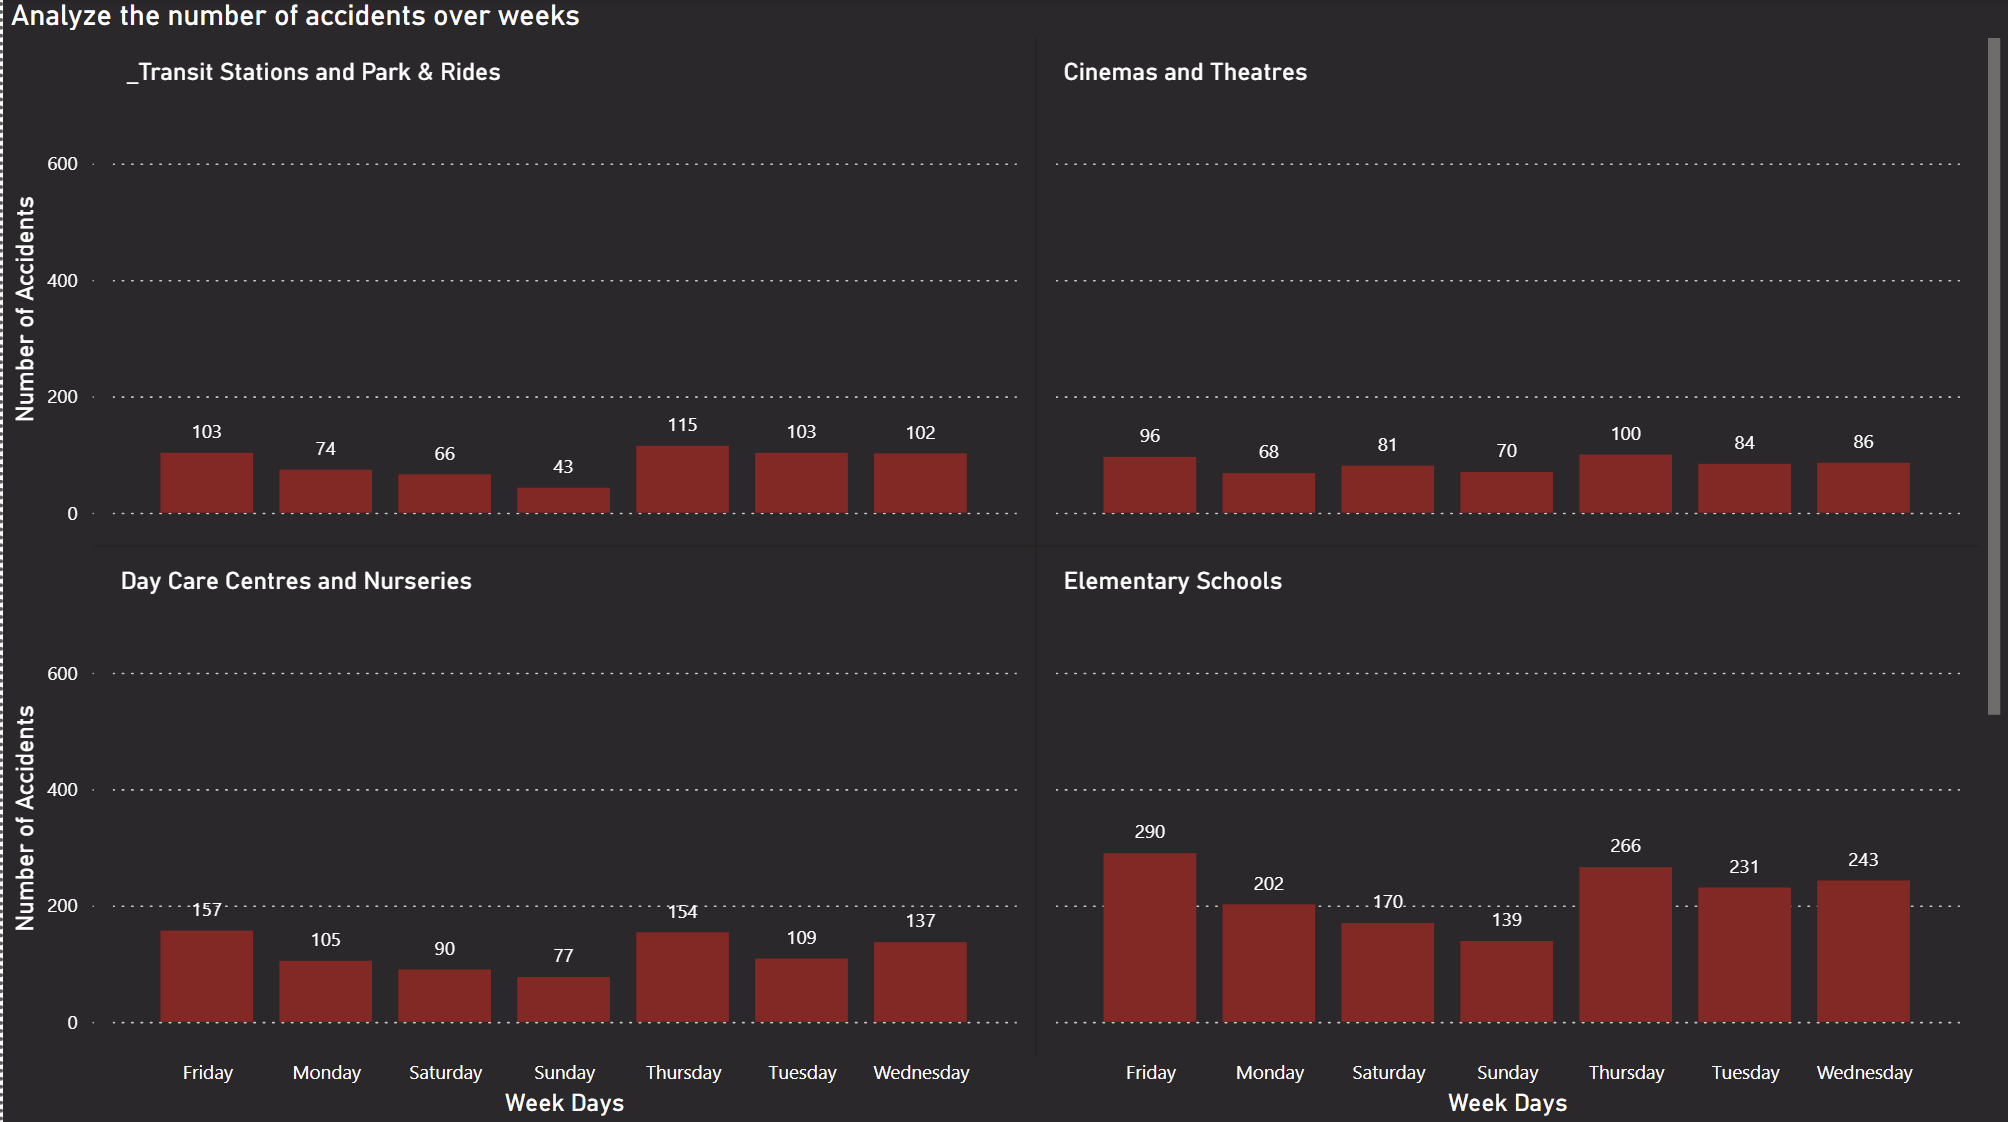 Analyze the number of accidents over weeks
_Transit Stations and Park & Rides
Number of Accidents
600
400
200
0
103 74 66 43 115 103 102
Cinemas and Theatres
96 68 81 70 100 84 86
Day Care Centres and Nurseries
Number of Accidents
600
400
200
0
157 105 90 77 154 109 137
Friday Monday Saturday Sunday Thursday Tuesday Wednesday
Week Days
Elementary Schools
290 202 170 139 266 231 243
Friday Monday Saturday Sunday Thursday Tuesday Wednesday
Week Days